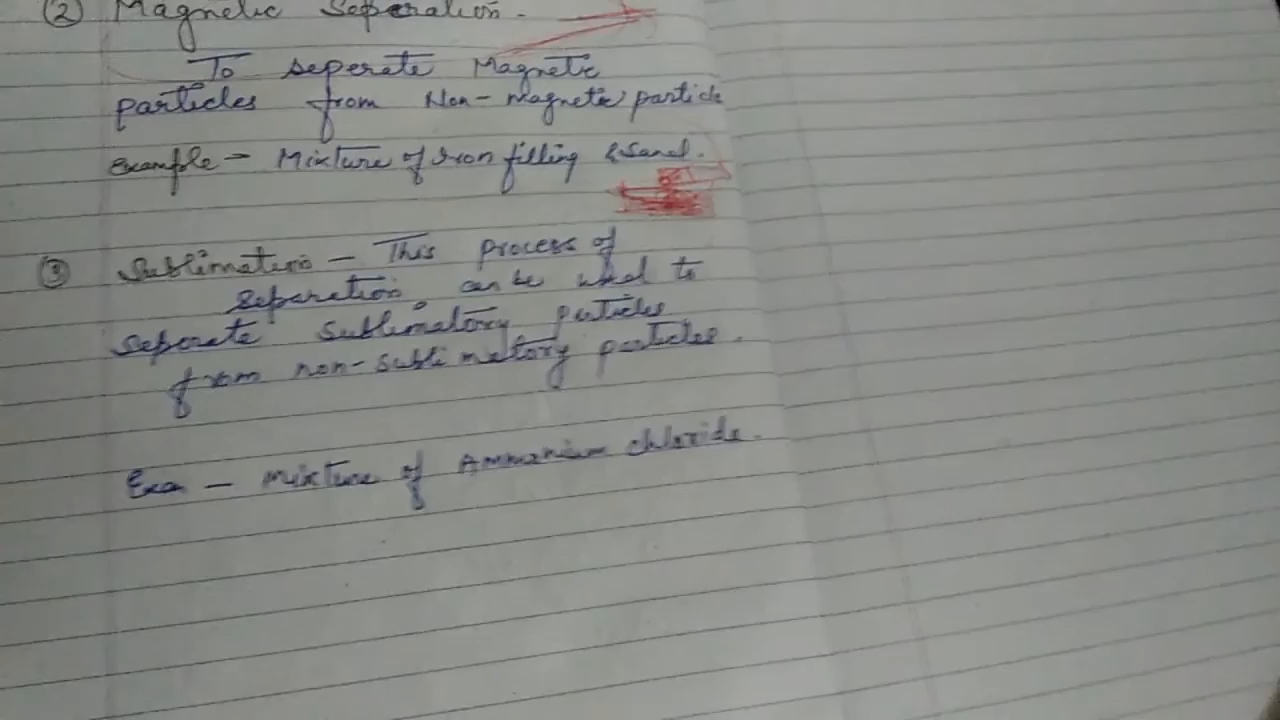 ② Magnetic Seperation.
To seperete Magnetic
particles from Non-magnetic particle
Example - Mixture of Iron filling & Sand.
③ Sublimation - This process of
separation can be used to
seperate sublimatory particles
from non-sublimatory particles.
Exa - mixture of Ammonium chloride.